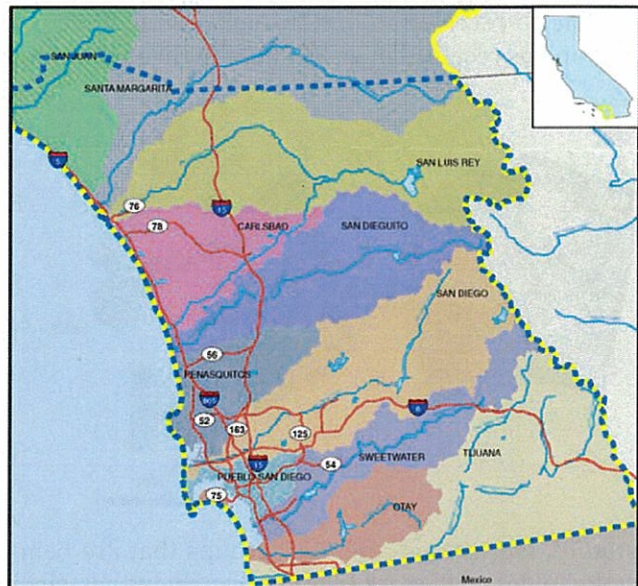 SAN JUAN
SANTA MARGARITA
5
SAN LUIS REY
76
15
78
CARLSBAD
SAN DIEGUITO
SAN DIEGO
56
PENASQUITOS
805
8
52
163
125
SWEETWATER
TIJUANA
54
15
PUEBLO SAN DIEGO
75
OTAY
Mexico